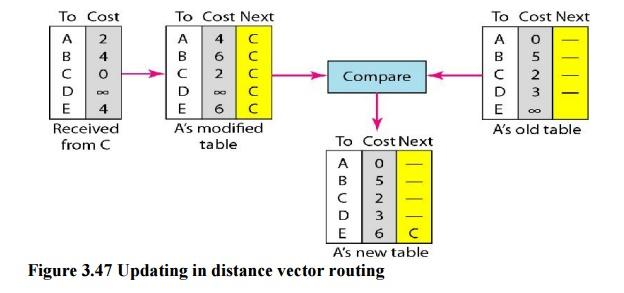 To Cost
A 2
B 4
C 0
D ∞
E 4
Received
from C
To Cost Next
A 4 C
B 6 C
C 2 C
D ∞ C
E 6 C
A's modified
table
Compare
To Cost Next
A 0 —
B 5 —
C 2 —
D 3 —
E ∞
A's old table
To Cost Next
A 0 —
B 5 —
C 2 —
D 3 —
E 6 C
A's new table
Figure 3.47 Updating in distance vector routing